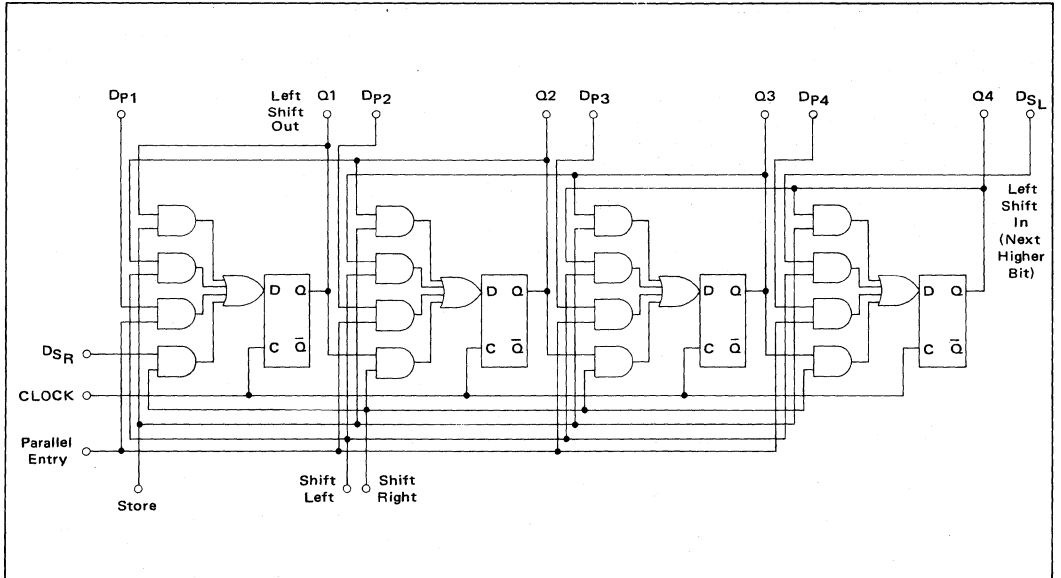 DP1
Left Shift Out
Q1
DP2
Q2
DP3
Q3
DP4
Q4
DSL
Left Shift In (Next Higher Bit)
D Q
C Q̅
D Q
C Q̅
D Q
C Q̅
D Q
C Q̅
DSR
CLOCK
Parallel Entry
Store
Shift Left
Shift Right